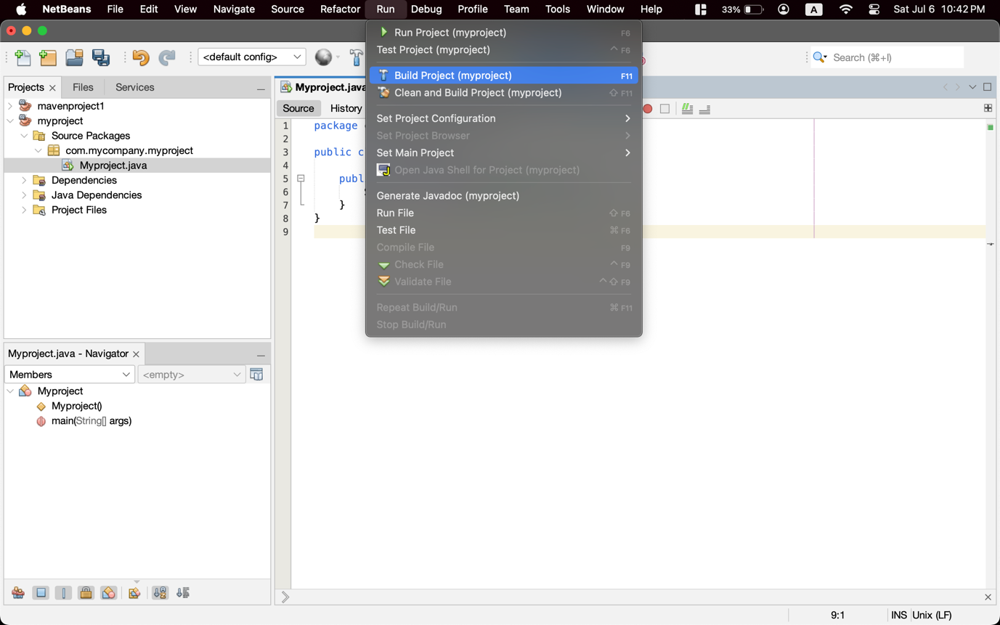 NetBeans File Edit View Navigate Source Refactor Run Debug Profile Team Tools Window Help 33% A Sat Jul 6 10:42 PM
<default config>
Search (⌘+I)
Projects Files Services
mavenproject1
myproject
Source Packages
com.mycompany.myproject
Myproject.java
Dependencies
Java Dependencies
Project Files
Myproject.java - Navigator
Members <empty>
Myproject
Myproject()
main(String[] args)
Myproject.java
Source History
1 package
2
3 public c
4
5 publ
6
7 }
8 }
9
Run Project (myproject) F6
Test Project (myproject) ^ F6
Build Project (myproject) F11
Clean and Build Project (myproject) ⇧ F11
Set Project Configuration
Set Project Browser
Set Main Project
Open Java Shell for Project (myproject)
Generate Javadoc (myproject)
Run File ⇧ F6
Test File ⌘ F6
Compile File F9
Check File ^ F9
Validate File ^ ⇧ F9
Repeat Build/Run ⌘ F11
Stop Build/Run
9:1 INS Unix (LF)